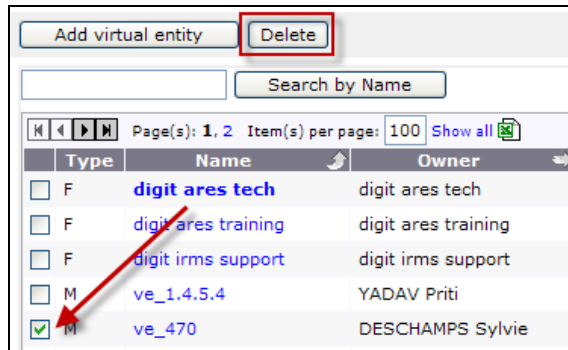 Add virtual entity Delete
Search by Name
Page(s): 1, 2 Item(s) per page: 100 Show all
Type Name Owner
F digit ares tech digit ares tech
F digit ares training digit ares training
F digit irms support digit irms support
M ve_1.4.5.4 YADAV Priti
M ve_470 DESCHAMPS Sylvie